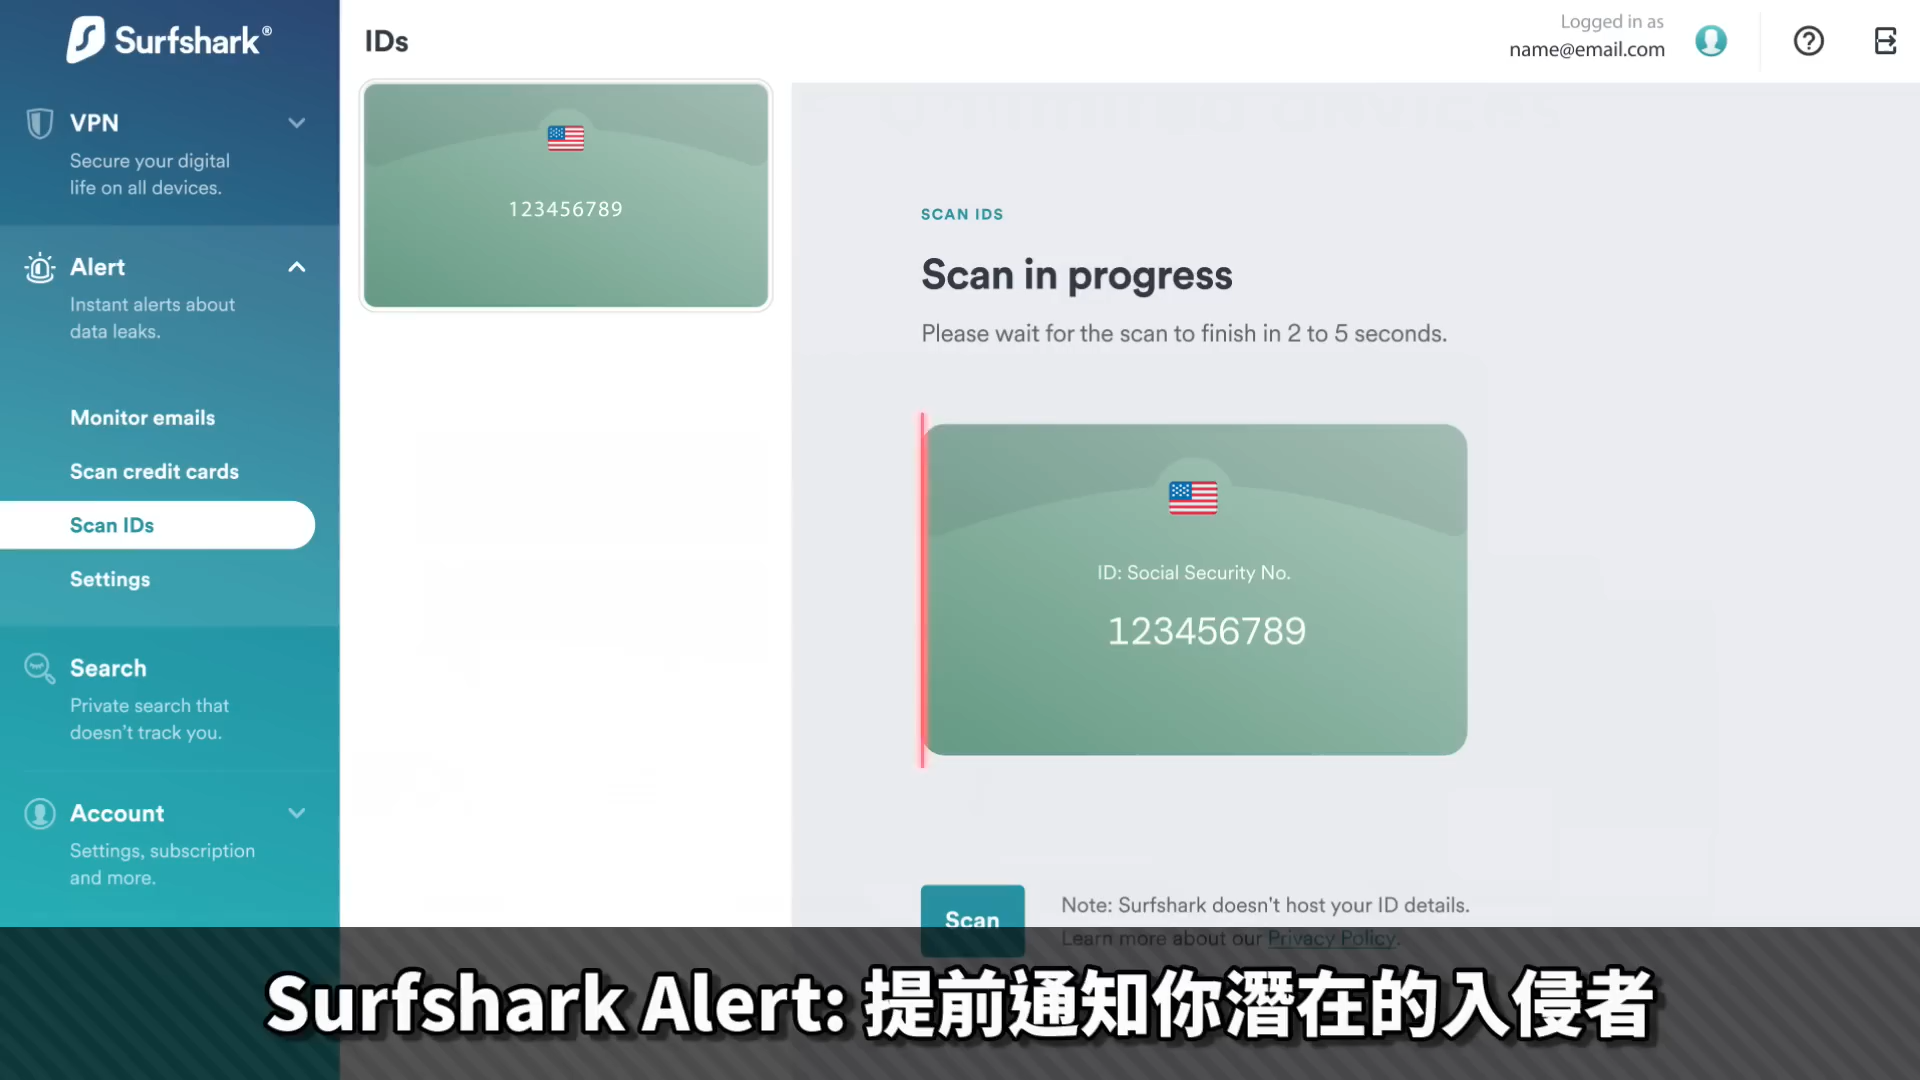 Surfshark®
VPN
Secure your digital
life on all devices.
Alert
Instant alerts about
data leaks.
Monitor emails
Scan credit cards
Scan IDs
Settings
Search
Private search that
doesn't track you.
Account
Settings, subscription
and more.
IDs
123456789
Logged in as
name@email.com
SCAN IDS
Scan in progress
Please wait for the scan to finish in 2 to 5 seconds.
ID: Social Security No.
123456789
Scan
Note: Surfshark doesn't host your ID details.
Learn more about our Privacy Policy.
Surfshark Alert: 提前通知你潛在的入侵者